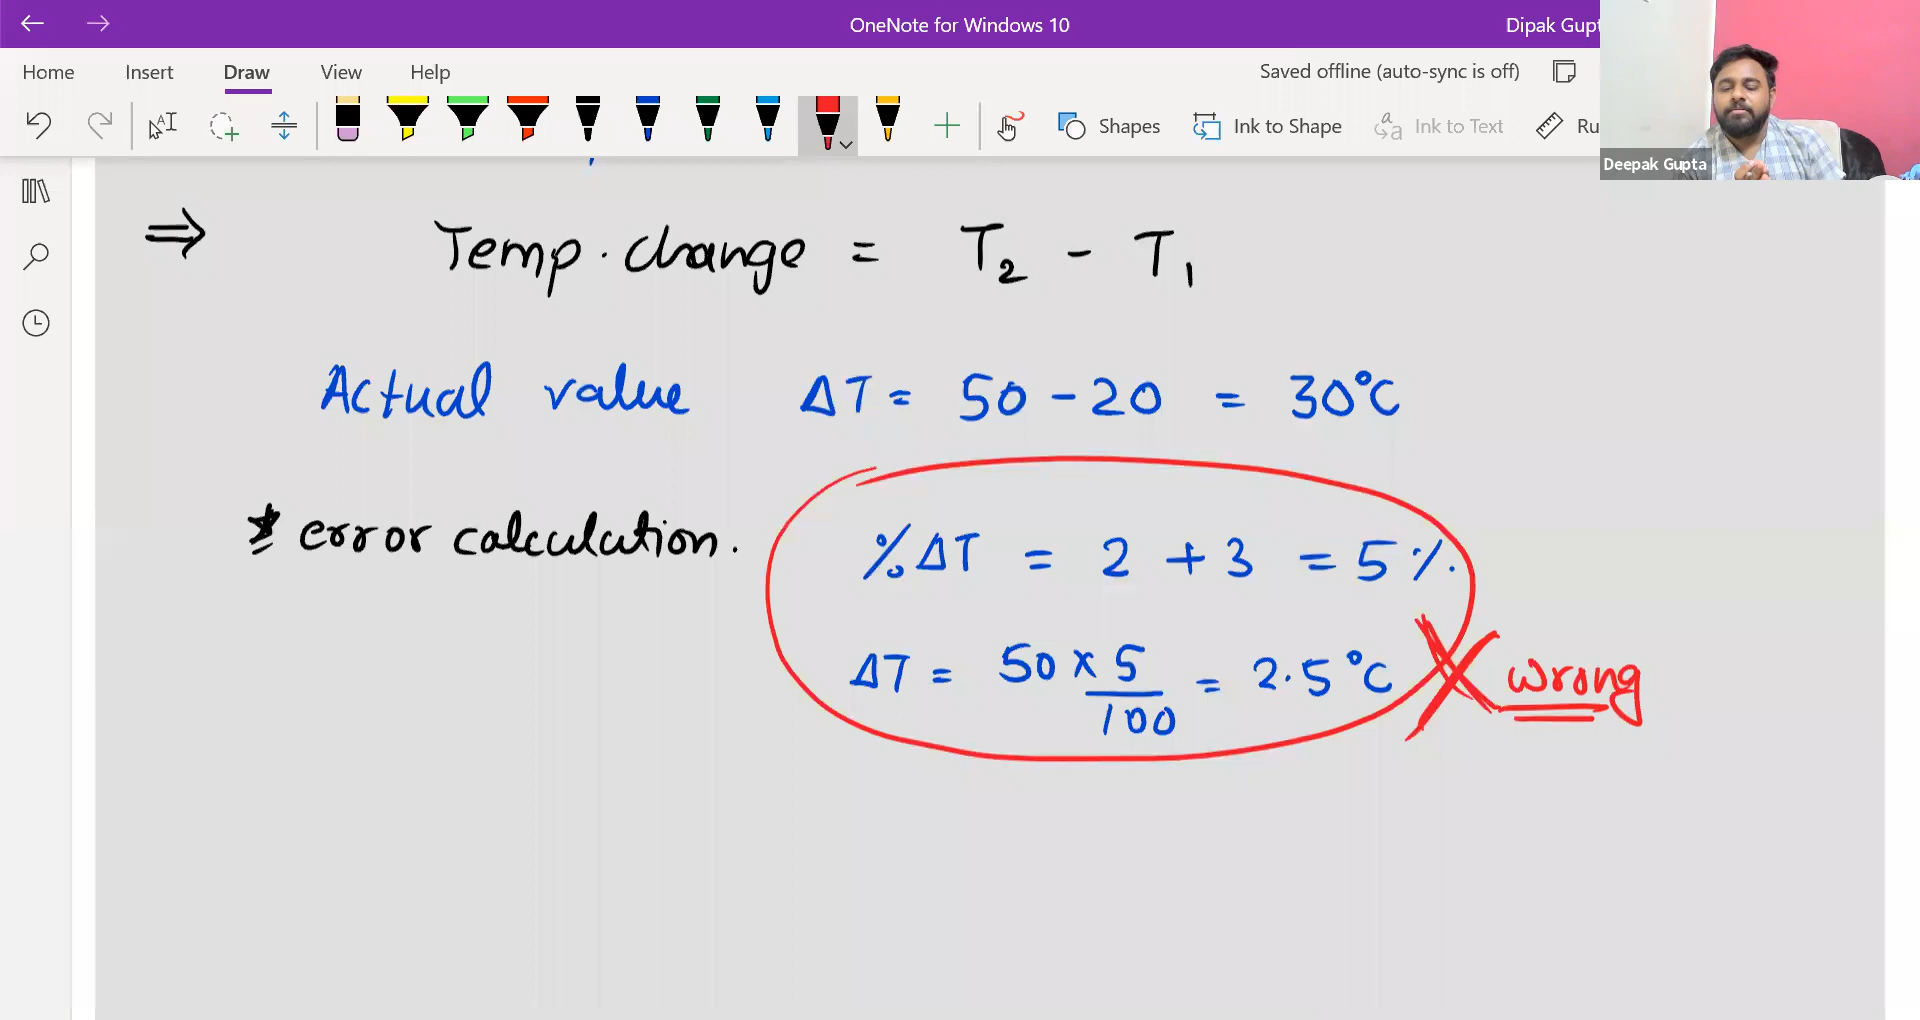 OneNote for Windows 10
Dipak Gupt
Home Insert Draw View Help
Saved offline (auto-sync is off)
Shapes Ink to Shape Ink to Text Ru
Deepak Gupta
⇒ Temp. change = T₂ - T₁
Actual value ΔT = 50 - 20 = 30°C
* error calculation.
% ΔT = 2 + 3 = 5 %.
ΔT = 50 × 5/100 = 2.5 °C
wrong